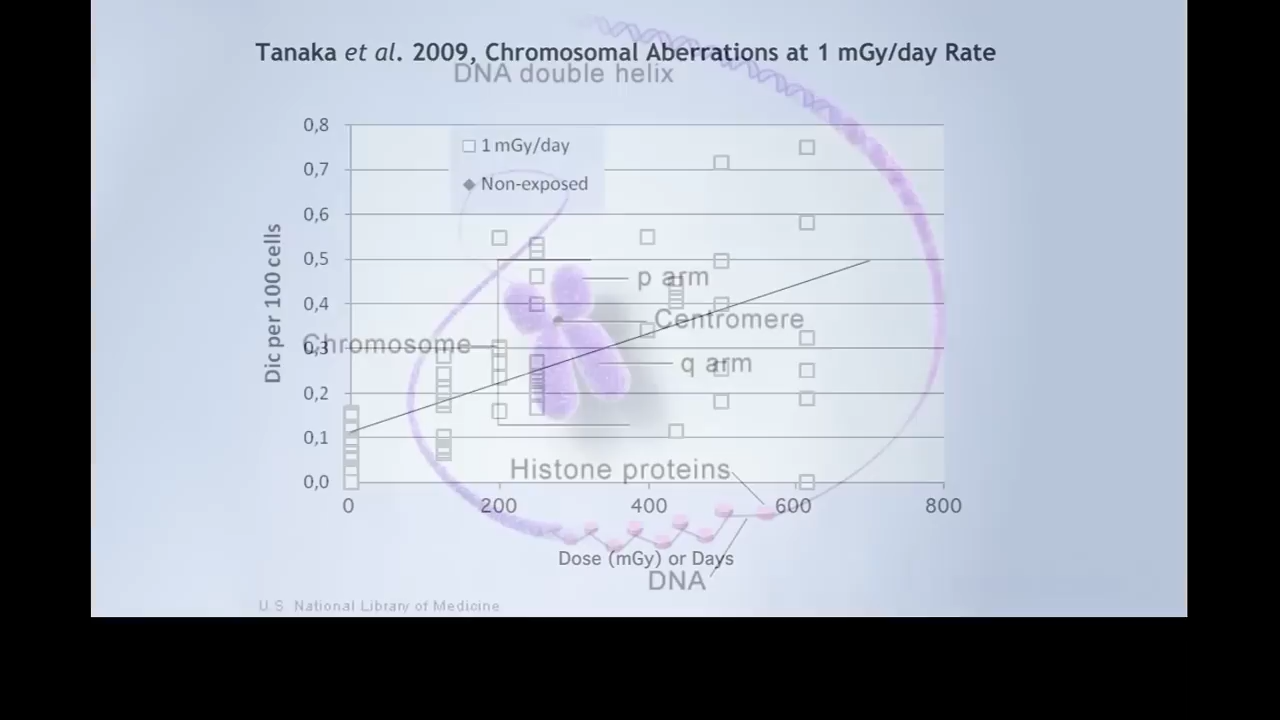 Tanaka et al. 2009, Chromosomal Aberrations at 1 mGy/day Rate
DNA double helix
0,8
1 mGy/day
0,7
Non-exposed
0,6
0,5
p arm
0,4
Centromere
Chromosome
0,3
q arm
0,2
0,1
Histone proteins
0,0
Dic per 100 cells
0 200 400 600 800
Dose (mGy) or Days
DNA
U.S. National Library of Medicine